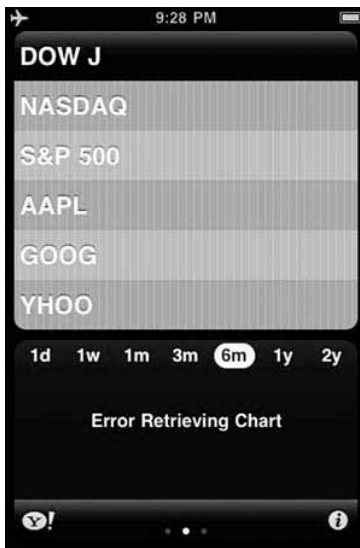 9:28 PM
DOW J
NASDAQ
S&P 500
AAPL
GOOG
YHOO
1d 1w 1m 3m 6m 1y 2y
Error Retrieving Chart
Y!